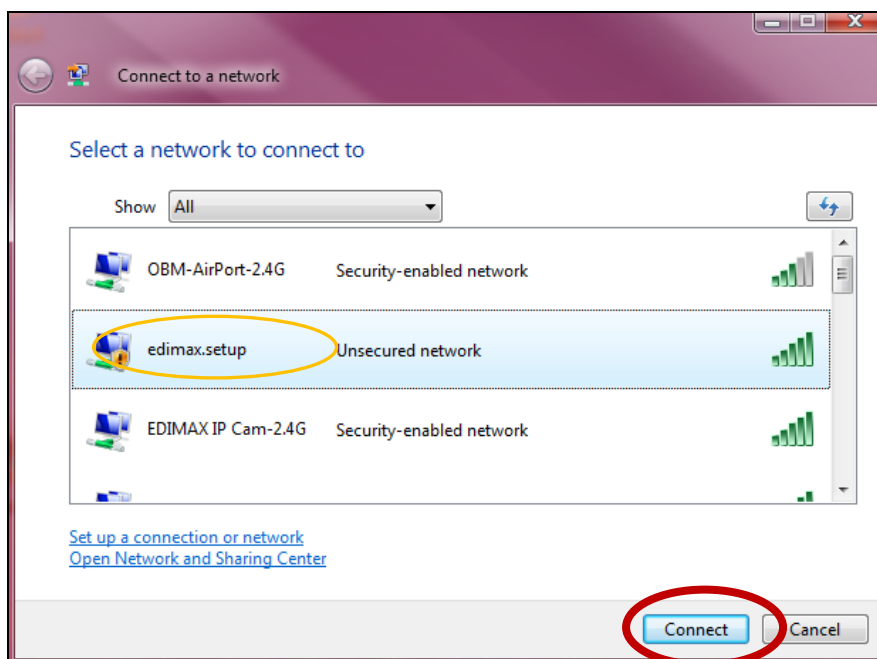 Connect to a network
Select a network to connect to
Show All
OBM-AirPort-2.4G Security-enabled network
edimax.setup Unsecured network
EDIMAX IP Cam-2.4G Security-enabled network
Set up a connection or network
Open Network and Sharing Center
Connect Cancel